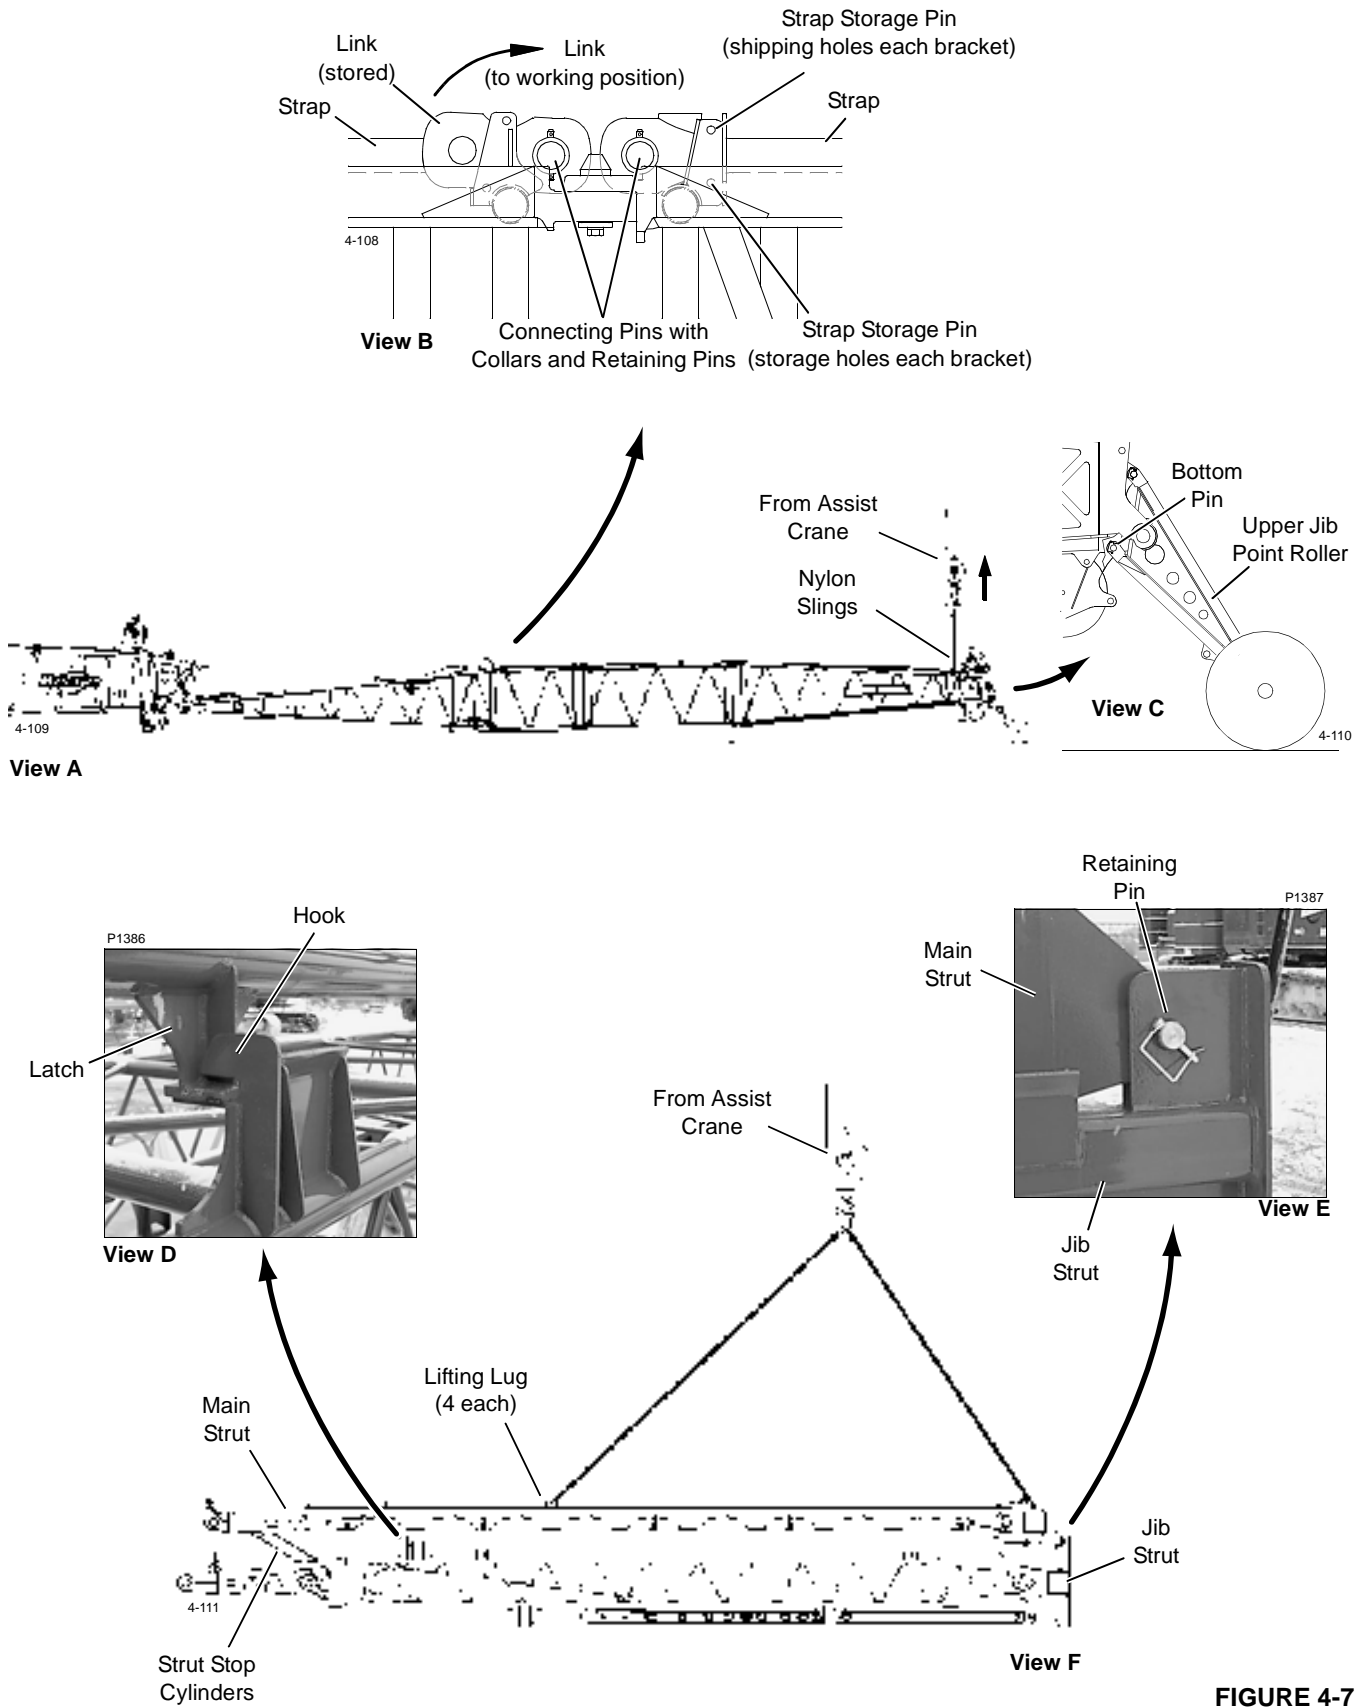 Strap Storage Pin
(shipping holes each bracket)
Link
(stored)
Link
(to working position)
Strap
Strap
4-108
View B
Connecting Pins with
Collars and Retaining Pins
Strap Storage Pin
(storage holes each bracket)
From Assist
Crane
Nylon
Slings
Bottom
Pin
Upper Jib
Point Roller
View C
4-110
4-109
View A
Retaining
Pin
P1387
Hook
P1386
Main
Strut
Latch
From Assist
Crane
View E
View D
Jib
Strut
Lifting Lug
(4 each)
Main
Strut
Jib
Strut
4-111
Strut Stop
Cylinders
View F
FIGURE 4-7